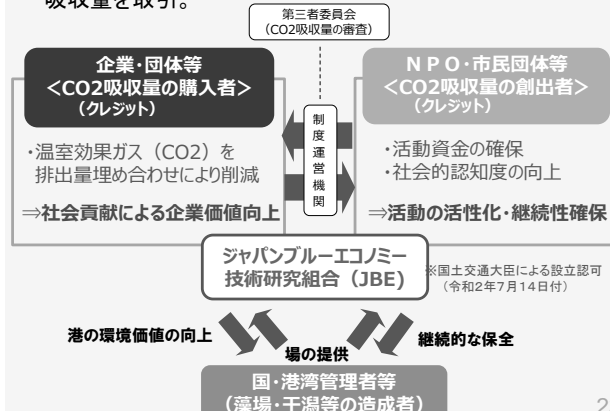 吸収量を取引。
第三者委員会
（CO2吸収量の審査）
企業・団体等
＜CO2吸収量の購入者＞
（クレジット）
ＮＰＯ・市民団体等
＜CO2吸収量の創出者＞
（クレジット）
制度運営機関
・温室効果ガス（CO2）を
排出量埋め合わせにより削減
⇒社会貢献による企業価値向上
・活動資金の確保
・社会的認知度の向上
⇒活動の活性化・継続性確保
ジャパンブルーエコノミー
技術研究組合（JBE）
※国土交通大臣による設立認可
（令和2年7月14日付）
港の環境価値の向上
場の提供
継続的な保全
国・港湾管理者等
（藻場・干潟等の造成者）
2